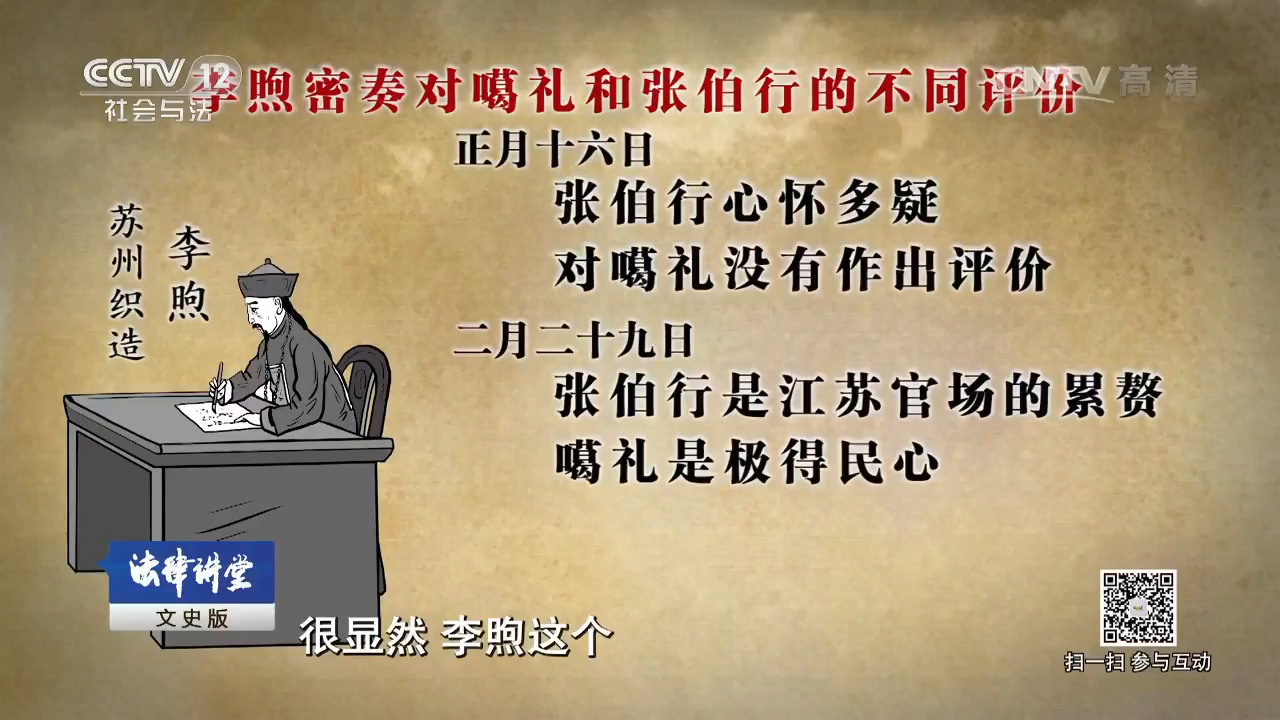 CCTV 12
社会与法
高清
李煦密奏对噶礼和张伯行的不同评价
正月十六日
张伯行心怀多疑
对噶礼没有作出评价
苏州织造
李煦
二月二十九日
张伯行是江苏官场的累赘
噶礼是极得民心
法律讲堂
文史版
很显然 李煦这个
扫一扫 参与互动